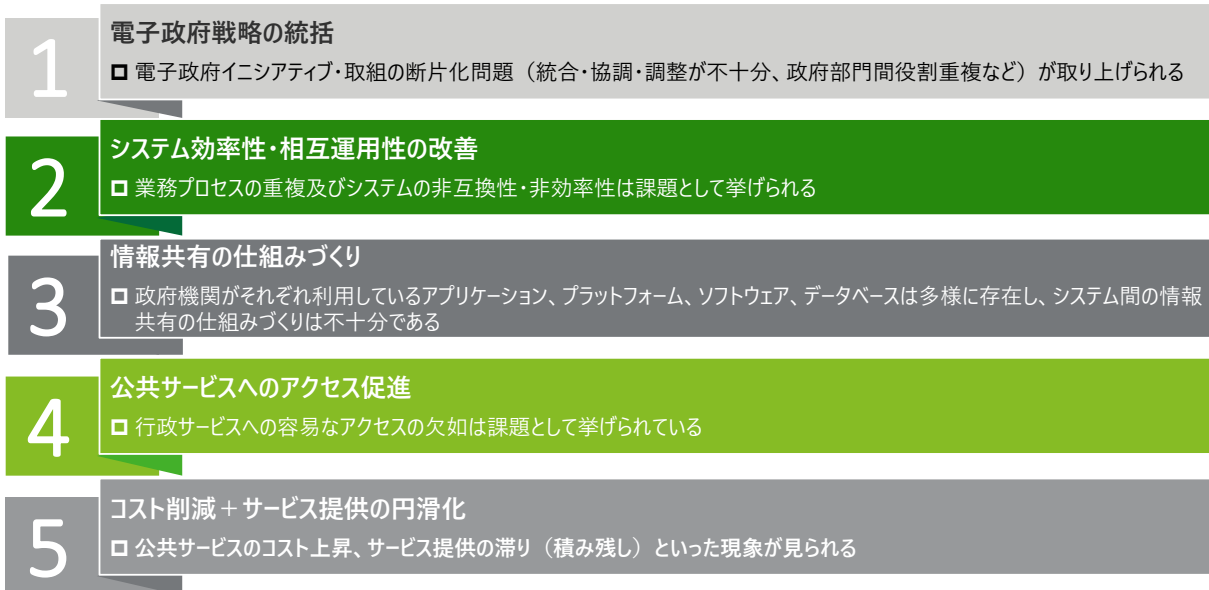 1
電子政府戦略の統括
電子政府イニシアティブ・取組の断片化問題（統合・協調・調整が不十分、政府部門間役割重複など）が取り上げられる
2
システム効率性・相互運用性の改善
業務プロセスの重複及びシステムの非互換性・非効率性は課題として挙げられる
3
情報共有の仕組みづくり
政府機関がそれぞれ利用しているアプリケーション、プラットフォーム、ソフトウェア、データベースは多様に存在し、システム間の情報
共有の仕組みづくりは不十分である
4
公共サービスへのアクセス促進
行政サービスへの容易なアクセスの欠如は課題として挙げられている
5
コスト削減＋サービス提供の円滑化
公共サービスのコスト上昇、サービス提供の滞り（積み残し）といった現象が見られる